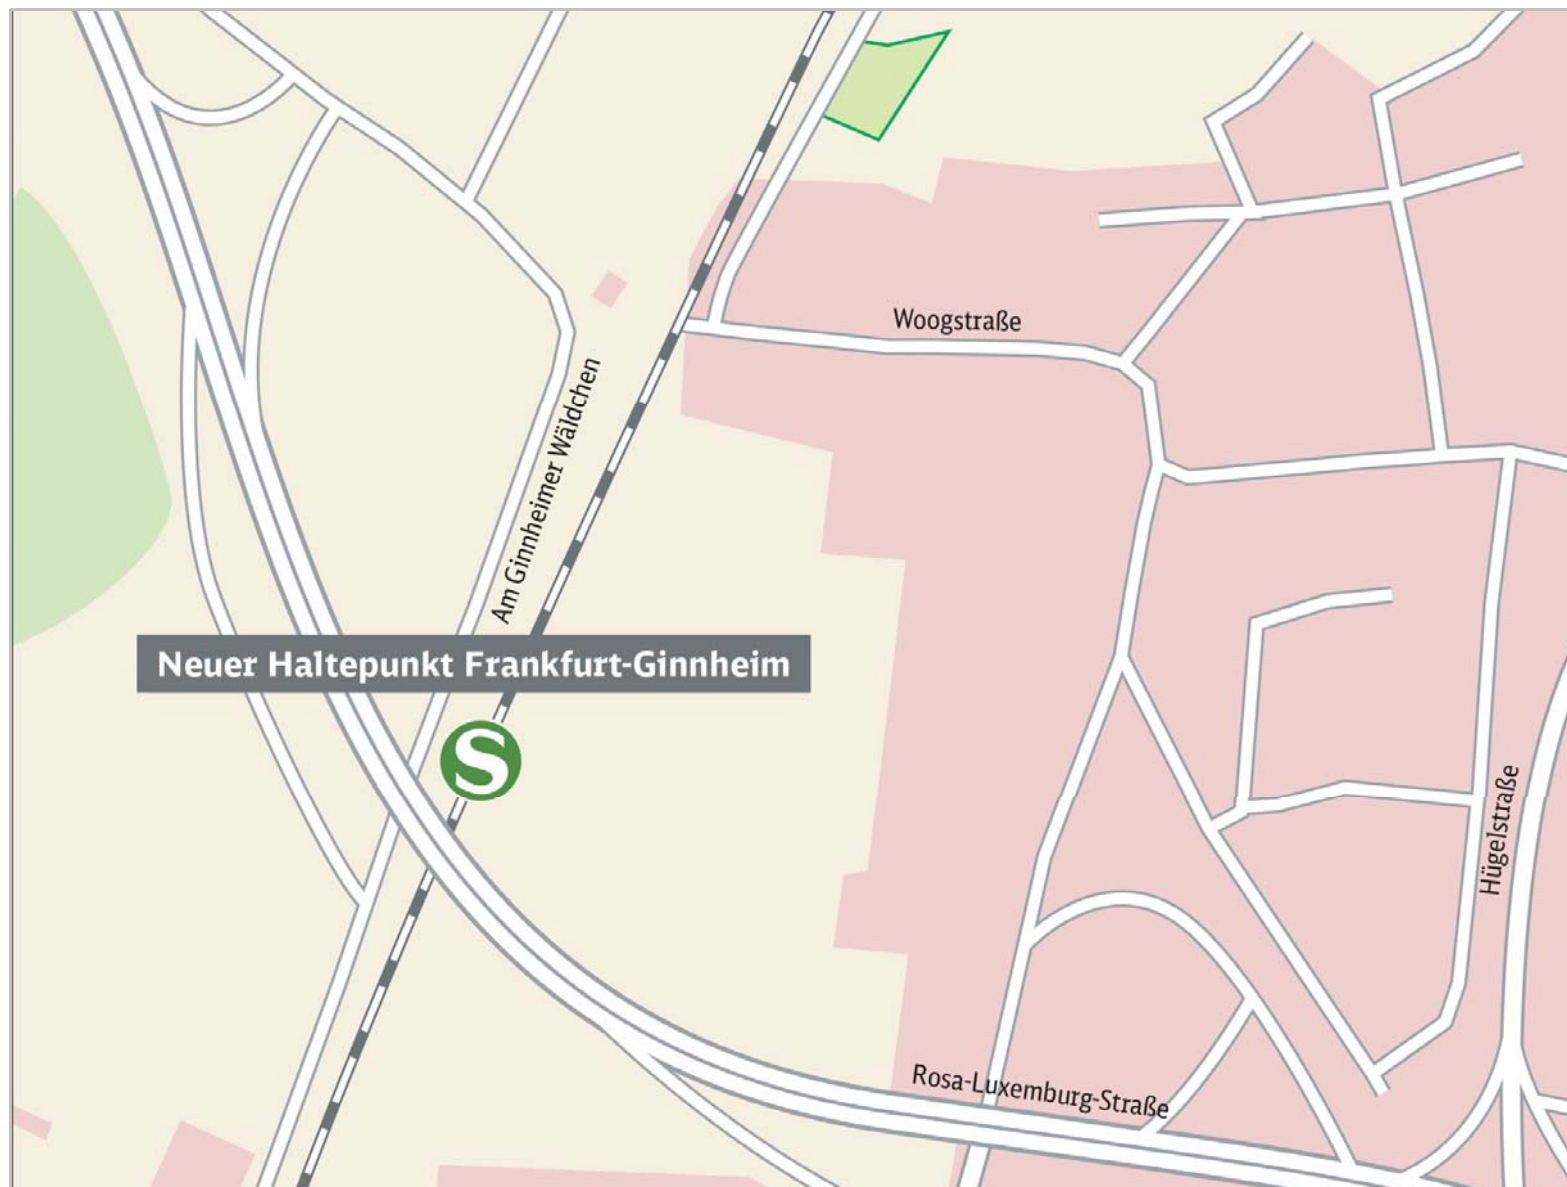 Woogstraße
Am Ginnheimer Wäldchen
Neuer Haltepunkt Frankfurt-Ginnheim
S
Hügelstraße
Rosa-Luxemburg-Straße